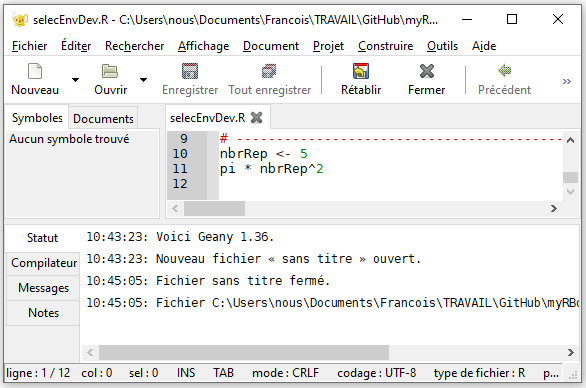 selecEnvDev.R - C:\Users\nous\Documents\Francois\TRAVAIL\GitHub\myR...
Fichier Éditer Rechercher Affichage Document Projet Construire Outils Aide
Nouveau Ouvrir Enregistrer Tout enregistrer Rétablir Fermer Précédent »
Symboles Documents
Aucun symbole trouvé
selecEnvDev.R
9 # -----------------------------------------
10 nbrRep <- 5
11 pi * nbrRep^2
12
Statut
Compilateur
Messages
Notes
10:43:23: Voici Geany 1.36.
10:43:23: Nouveau fichier « sans titre » ouvert.
10:45:05: Fichier sans titre fermé.
10:45:05: Fichier C:\Users\nous\Documents\Francois\TRAVAIL\GitHub\myRBo
ligne : 1 / 12 col : 0 sel : 0 INS TAB mode : CRLF codage : UTF-8 type de fichier : R p...